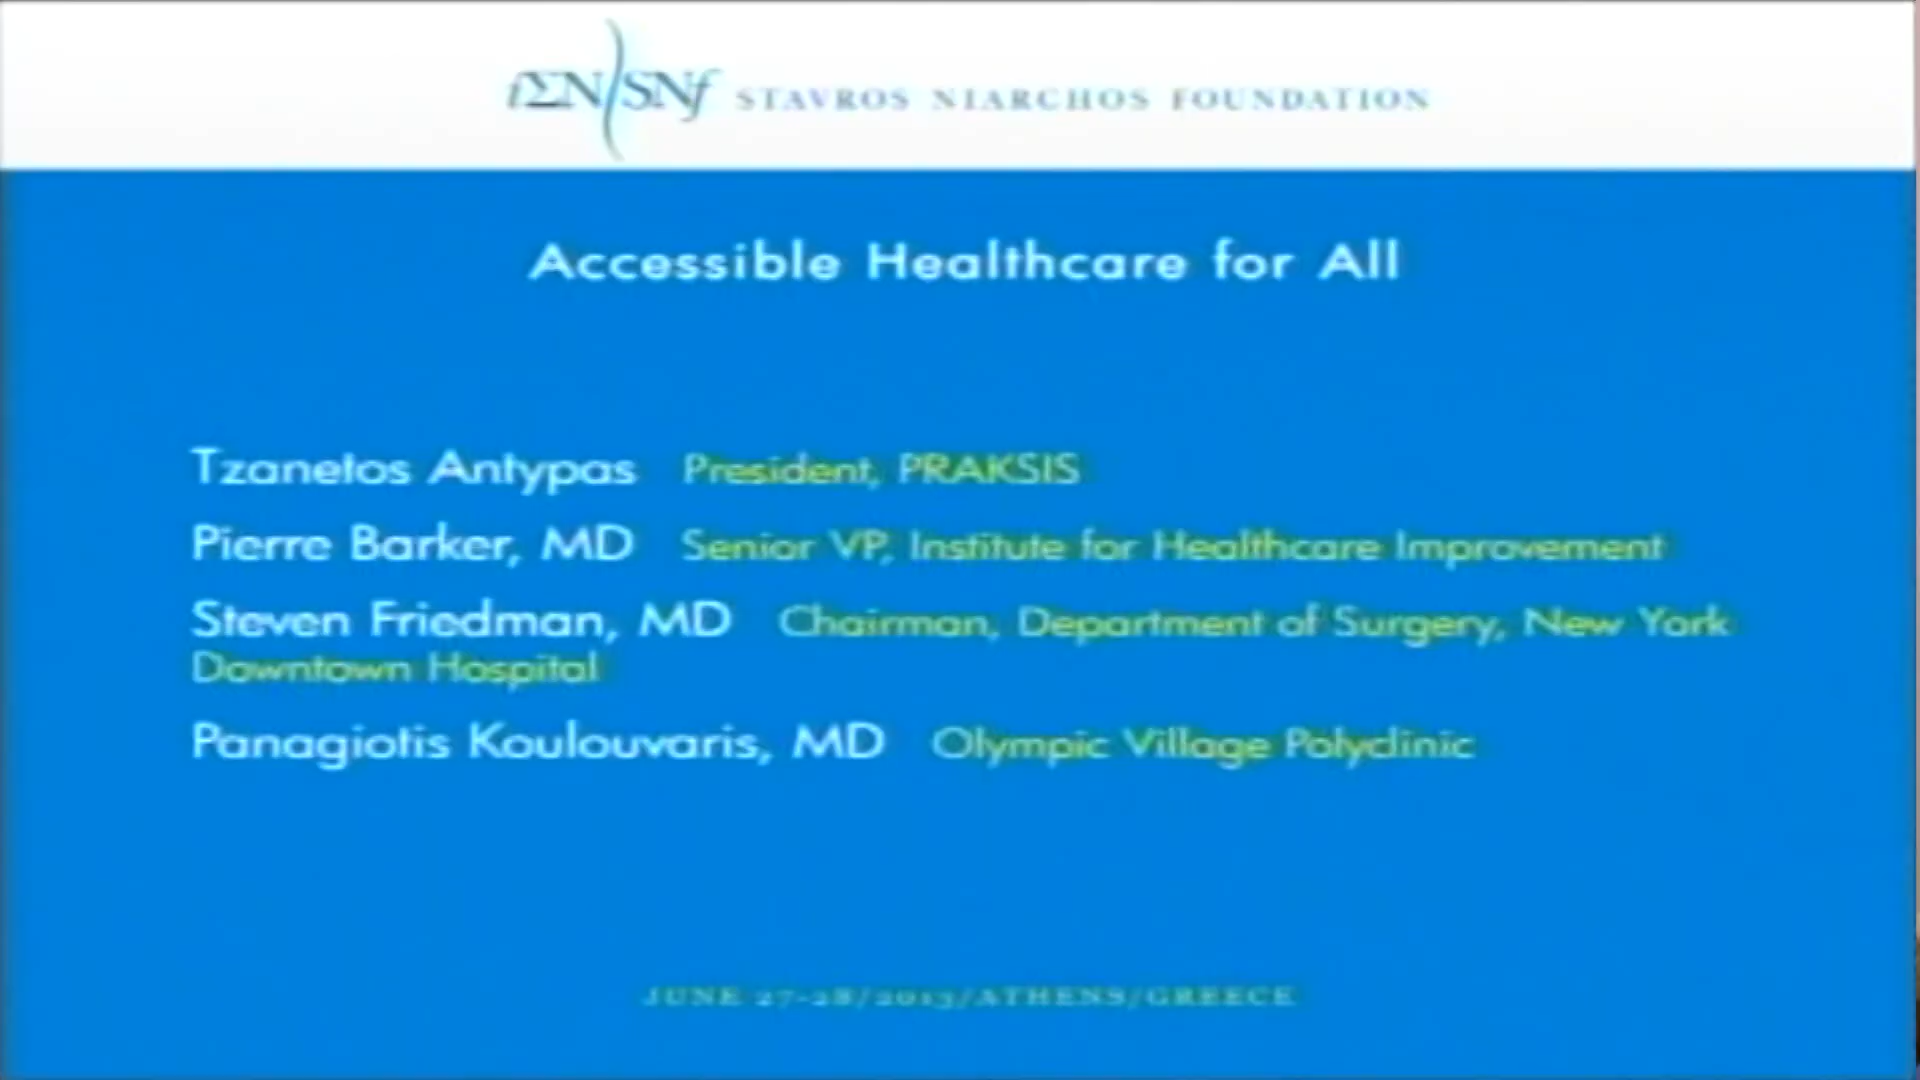 ιΣΝ/SNf STAVROS NIARCHOS FOUNDATION
Accessible Healthcare for All
Tzanetos Antypas President, PRAKSIS
Pierre Barker, MD Senior VP, Institute for Healthcare Improvement
Steven Friedman, MD Chairman, Department of Surgery, New York
Downtown Hospital
Panagiotis Koulouvaris, MD Olympic Village Polyclinic
JUNE 27-28/2013/ATHENS/GREECE